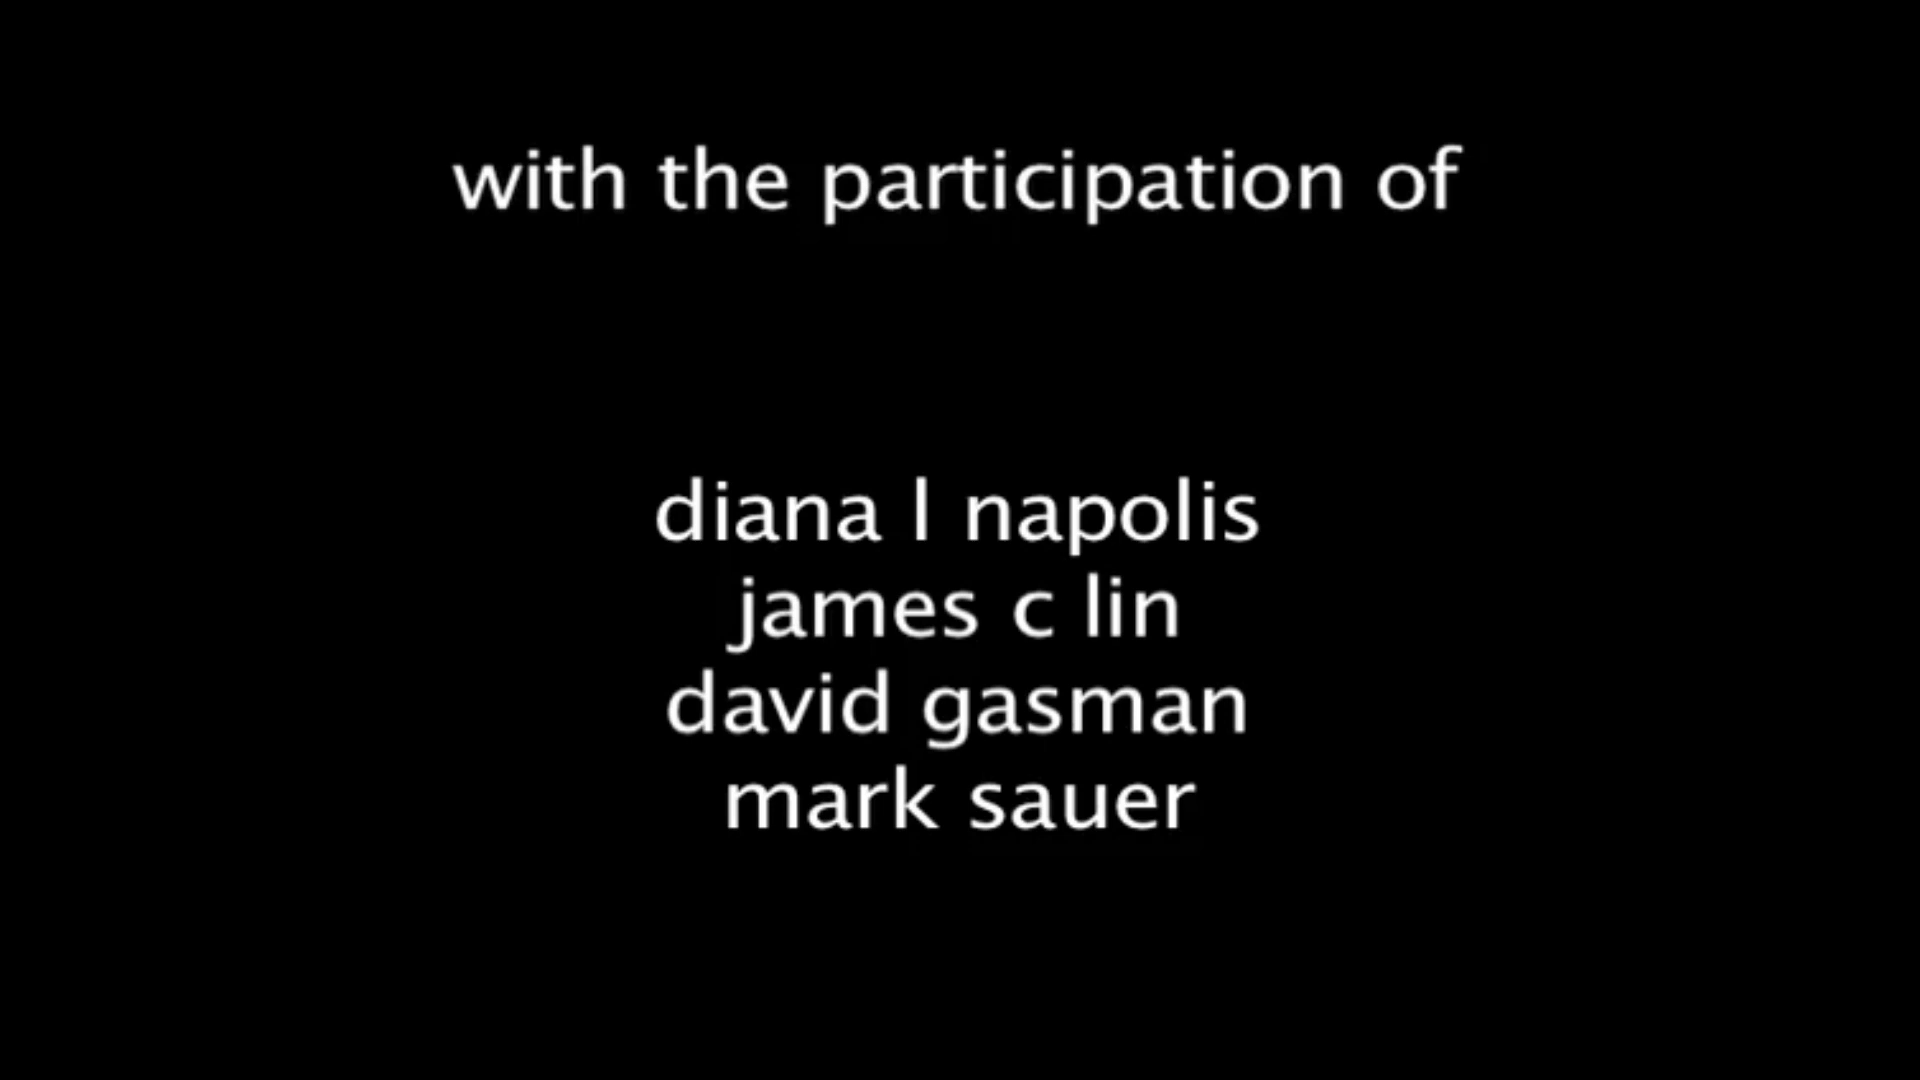 with the participation of
diana l napolis
james c lin
david gasman
mark sauer